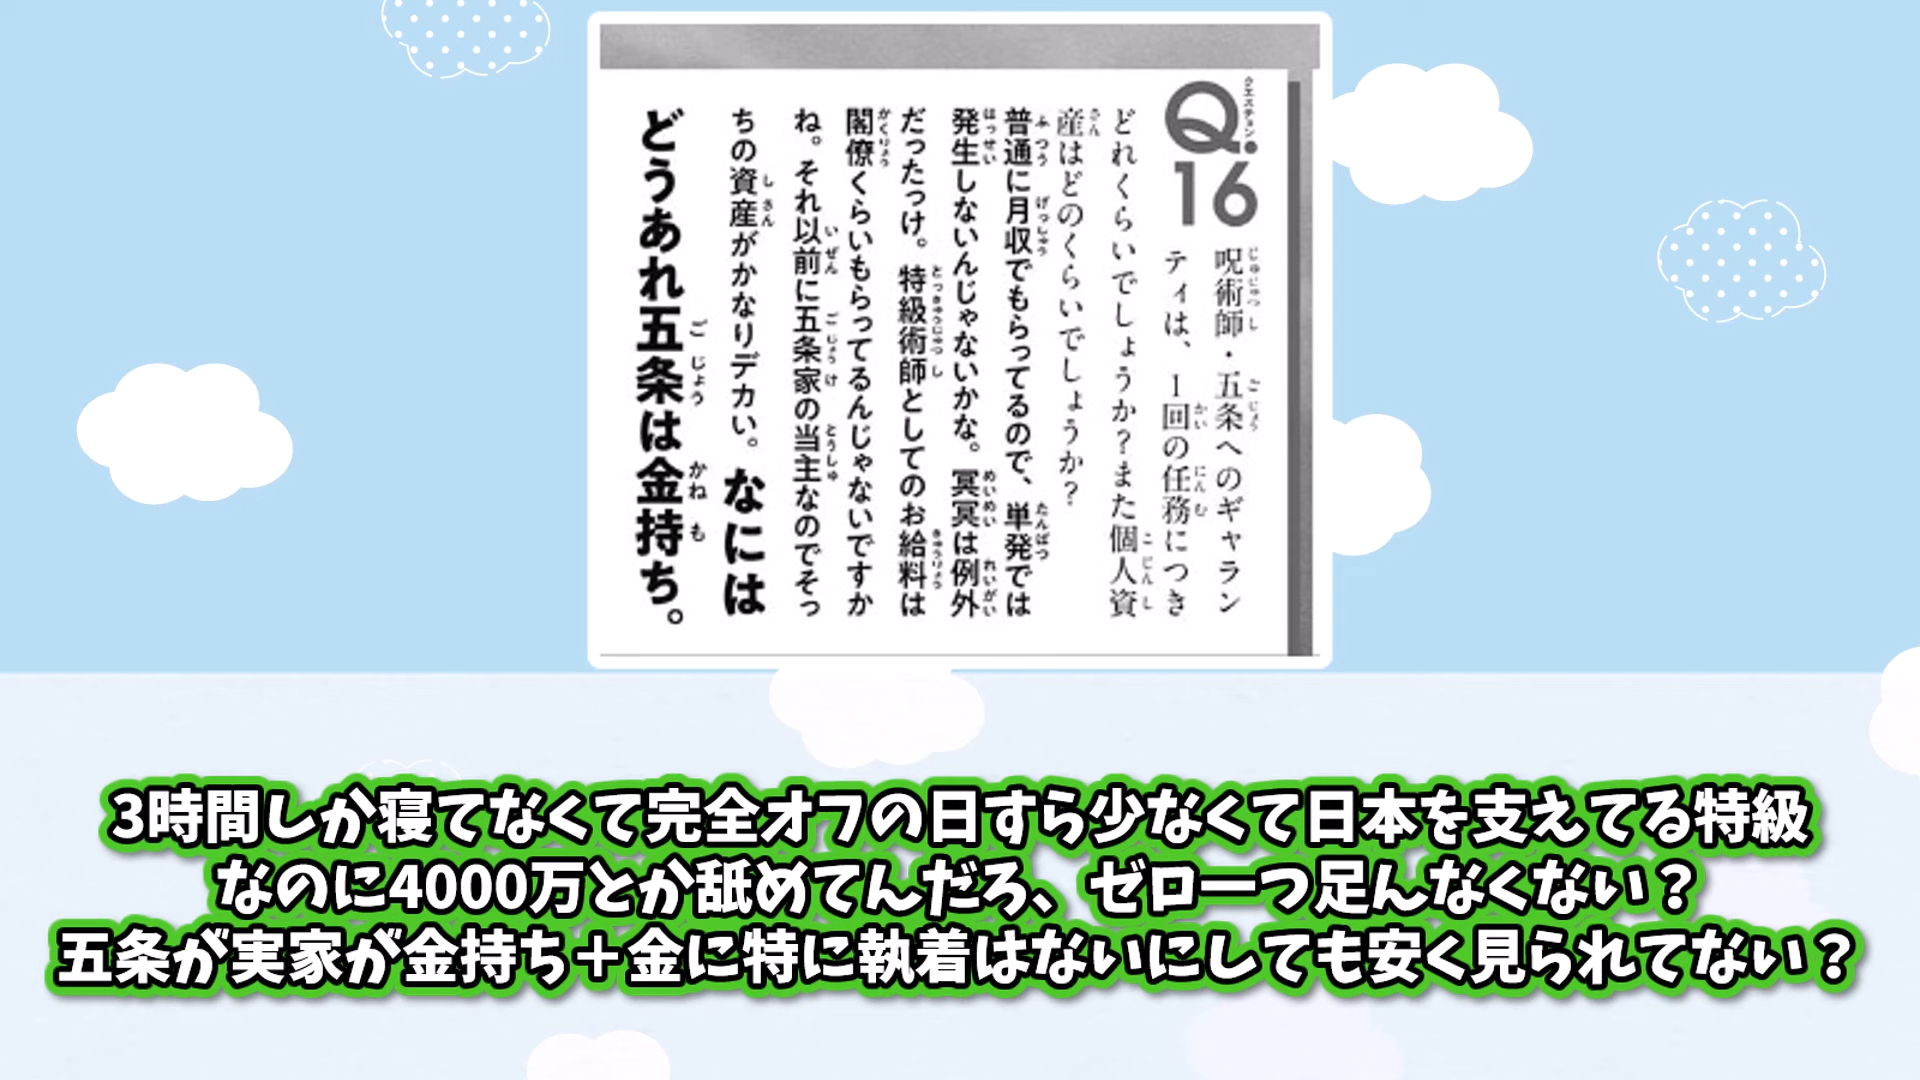 Q.16
クエスチョン
呪術師・五条へのギャラン
ティは、1回の任務につき
どれくらいでしょうか？また個人資
産はどのくらいでしょうか？
普通に月収でもらってるので、単発では
発生しないんじゃないかな。冥冥は例外
だったっけ。特級術師としてのお給料は
閣僚くらいもらってるんじゃないですか
ね。それ以前に五条家の当主なのでそっ
ちの資産がかなりデカい。なには
どうあれ五条は金持ち。
3時間しか寝てなくて完全オフの日すら少なくて日本を支えてる特級
なのに4000万とか舐めてんだろ、ゼロ一つ足んなくない？
五条が実家が金持ち＋金に特に執着はないにしても安く見られてない？